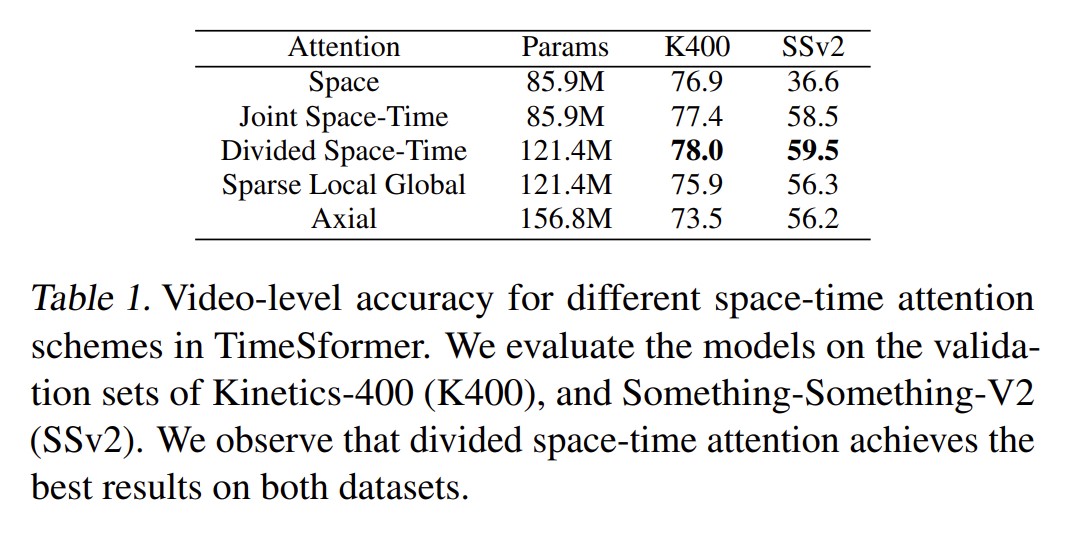 Attention Params K400 SSv2
Space 85.9M 76.9 36.6
Joint Space-Time 85.9M 77.4 58.5
Divided Space-Time 121.4M 78.0 59.5
Sparse Local Global 121.4M 75.9 56.3
Axial 156.8M 73.5 56.2
Table 1. Video-level accuracy for different space-time attention
schemes in TimeSformer. We evaluate the models on the valida-
tion sets of Kinetics-400 (K400), and Something-Something-V2
(SSv2). We observe that divided space-time attention achieves the
best results on both datasets.